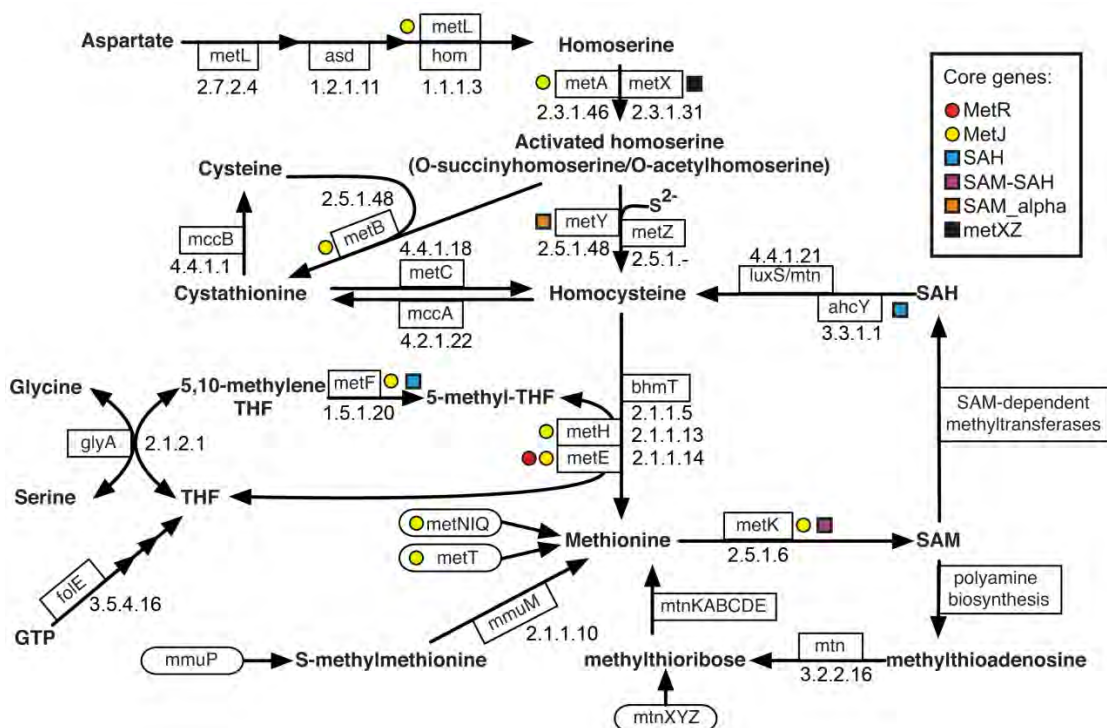 Aspartate
metL
2.7.2.4
asd
1.2.1.11
metL
hom
1.1.1.3
Homoserine
metA
metX
2.3.1.46
2.3.1.31
Activated homoserine
(O-succinyhomoserine/O-acetylhomoserine)
Core genes:
MetR
MetJ
SAH
SAM-SAH
SAM_alpha
metXZ
Cysteine
2.5.1.48
metB
mccB
4.4.1.1
4.4.1.18
metC
Cystathionine
mccA
4.2.1.22
metY
S2-
metZ
2.5.1.48
2.5.1.-
Homocysteine
4.4.1.21
luxS/mtn
ahcY
3.3.1.1
SAH
Glycine
5,10-methylene
THF
metF
1.5.1.20
5-methyl-THF
bhmT
2.1.1.5
metH
2.1.1.13
metE
2.1.1.14
SAM-dependent
methyltransferases
glyA
2.1.2.1
Serine
THF
metNIQ
metT
Methionine
metK
2.5.1.6
SAM
folE
3.5.4.16
GTP
mmuM
2.1.1.10
mtnKABCDE
polyamine
biosynthesis
mmuP
S-methylmethionine
methylthioribose
mtn
3.2.2.16
methylthioadenosine
mtnXYZ